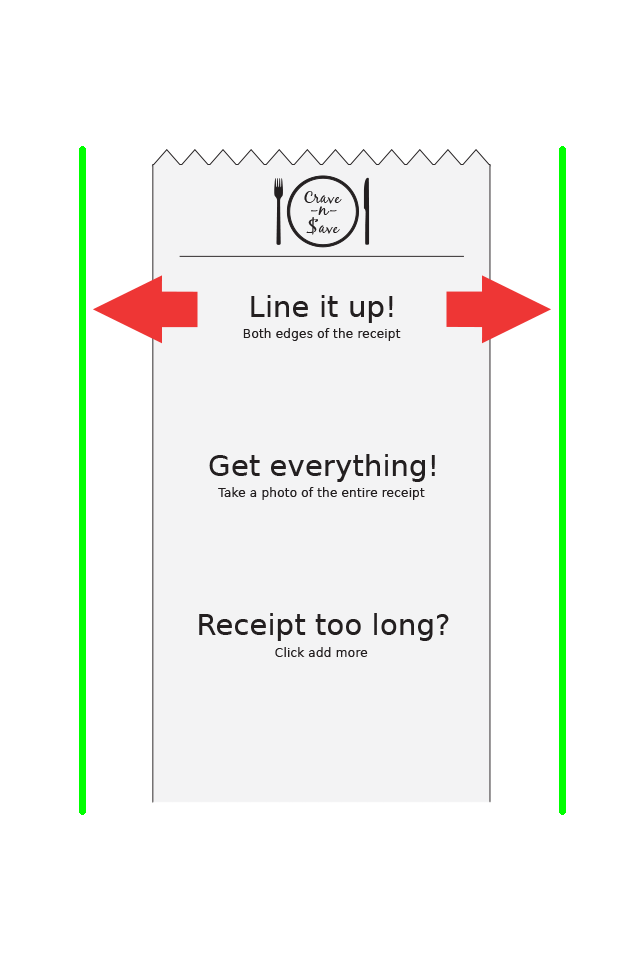 Crave
-n-
$ave
Line it up!
Both edges of the receipt
Get everything!
Take a photo of the entire receipt
Receipt too long?
Click add more